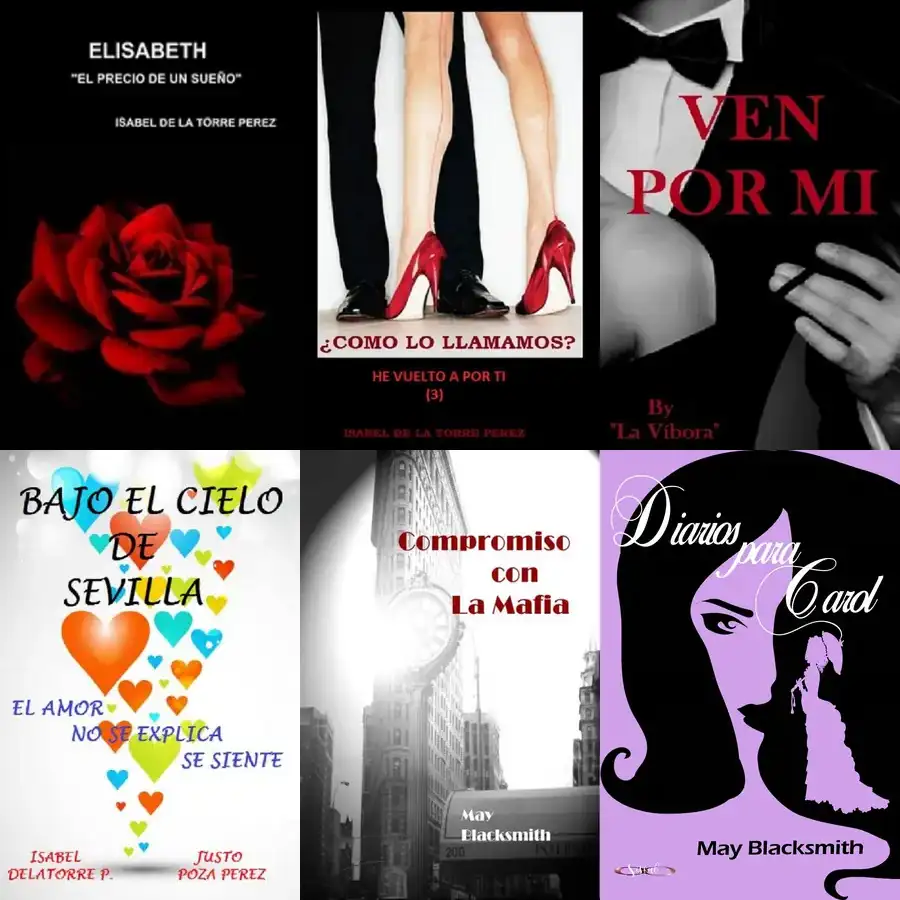 ELISABETH
"EL PRECIO DE UN SUEÑO"
ISABEL DE LA TORRE PEREZ
¿COMO LO LLAMAMOS?
HE VUELTO A POR TI
(3)
ISABEL DE LA TORRE PEREZ
VEN
POR MI
By
"La Víbora"
BAJO EL CIELO
DE
SEVILLA
EL AMOR
NO SE EXPLICA
SE SIENTE
ISABEL
DELATORRE P.
JUSTO
POZA PEREZ
Compromiso
con
La Mafia
May
Blacksmith
200
Diarios
para
Carol
May Blacksmith